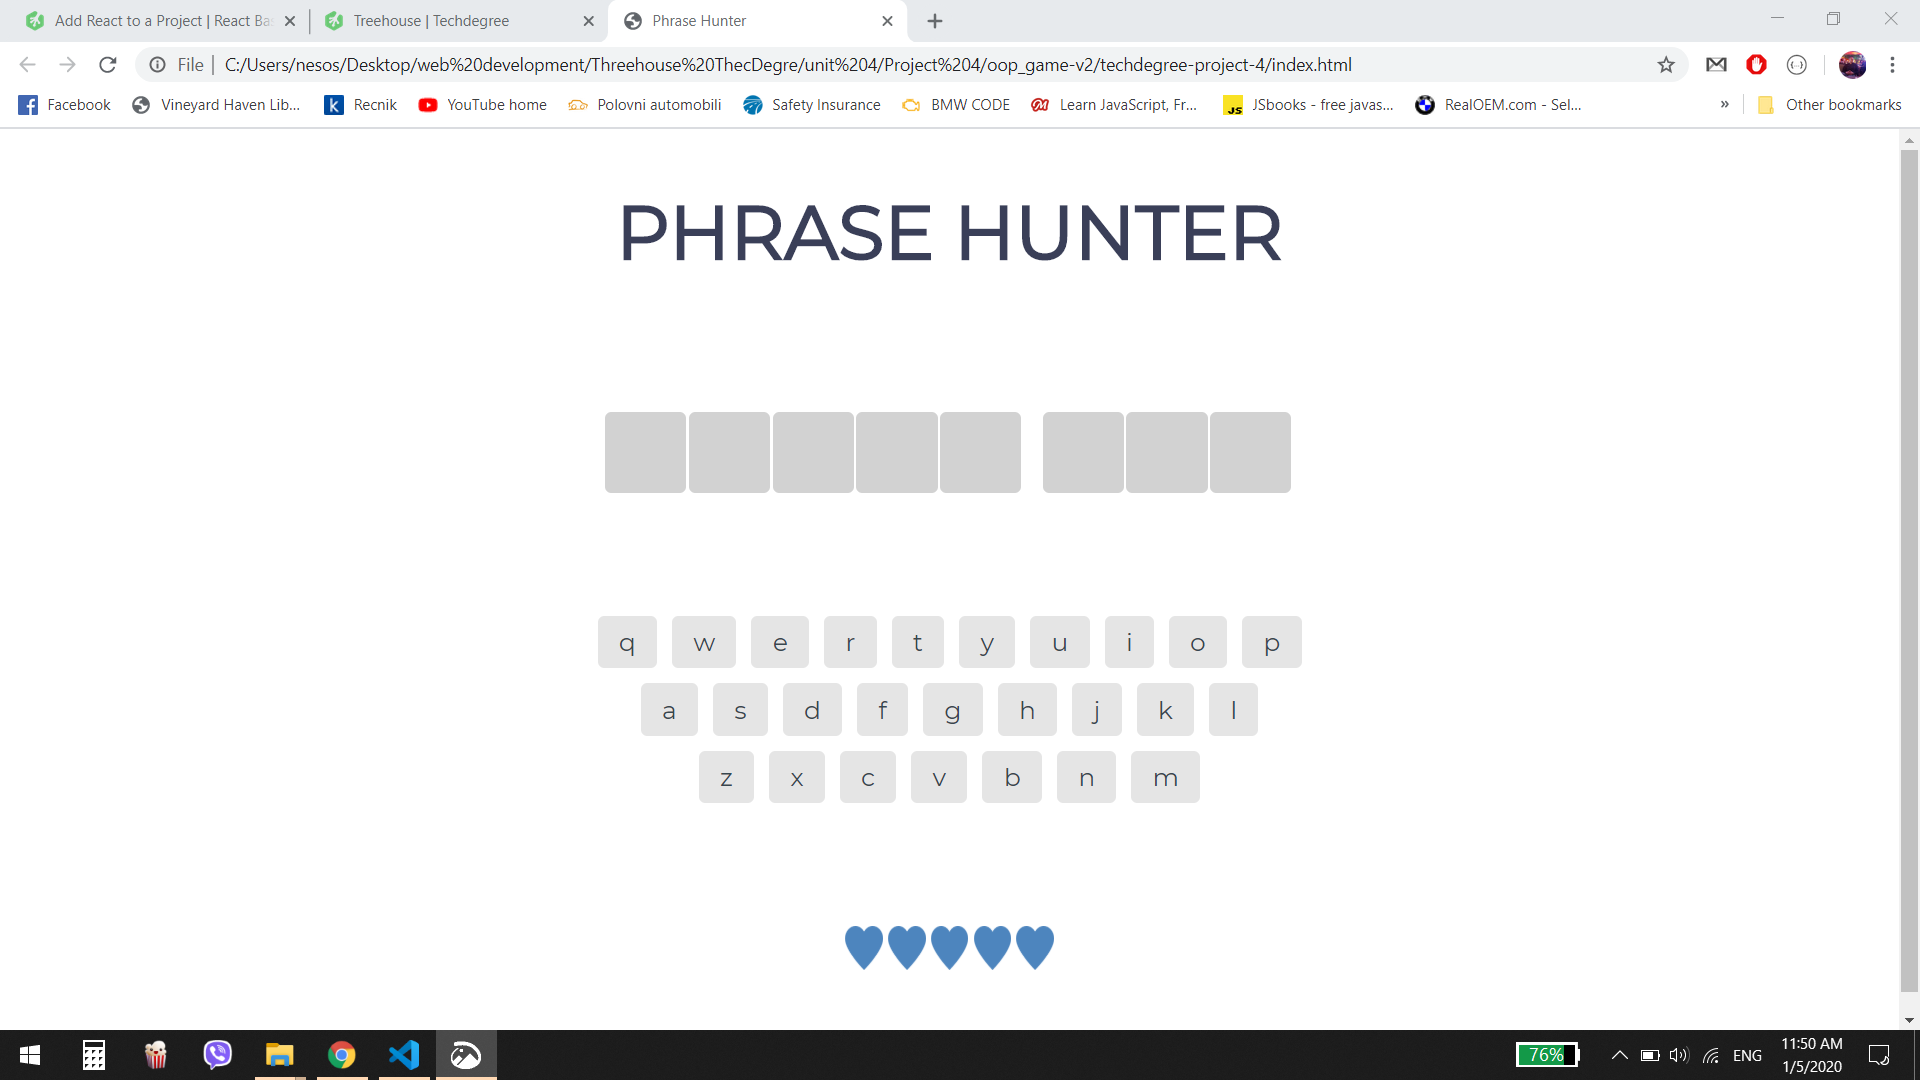 Add React to a Project | React Bas
Treehouse | Techdegree
Phrase Hunter
File | C:/Users/nesos/Desktop/web%20development/Threehouse%20ThecDegre/unit%204/Project%204/oop_game-v2/techdegree-project-4/index.html
Facebook
Vineyard Haven Lib...
k Recnik
YouTube home
Polovni automobili
Safety Insurance
BMW CODE
Learn JavaScript, Fr...
JS JSbooks - free javas...
RealOEM.com - Sel...
» Other bookmarks
PHRASE HUNTER
q w e r t y u i o p
a s d f g h j k l
z x c v b n m
76%
ENG
11:50 AM
1/5/2020